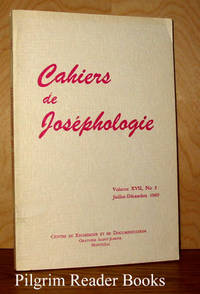 Cahiers
de
Joséphologie
Volume XVII, No 2
Juillet-Décembre 1969
Centre de Recherche et de Documentation
Oratoire Saint-Joseph
Montréal
Pilgrim Reader Books